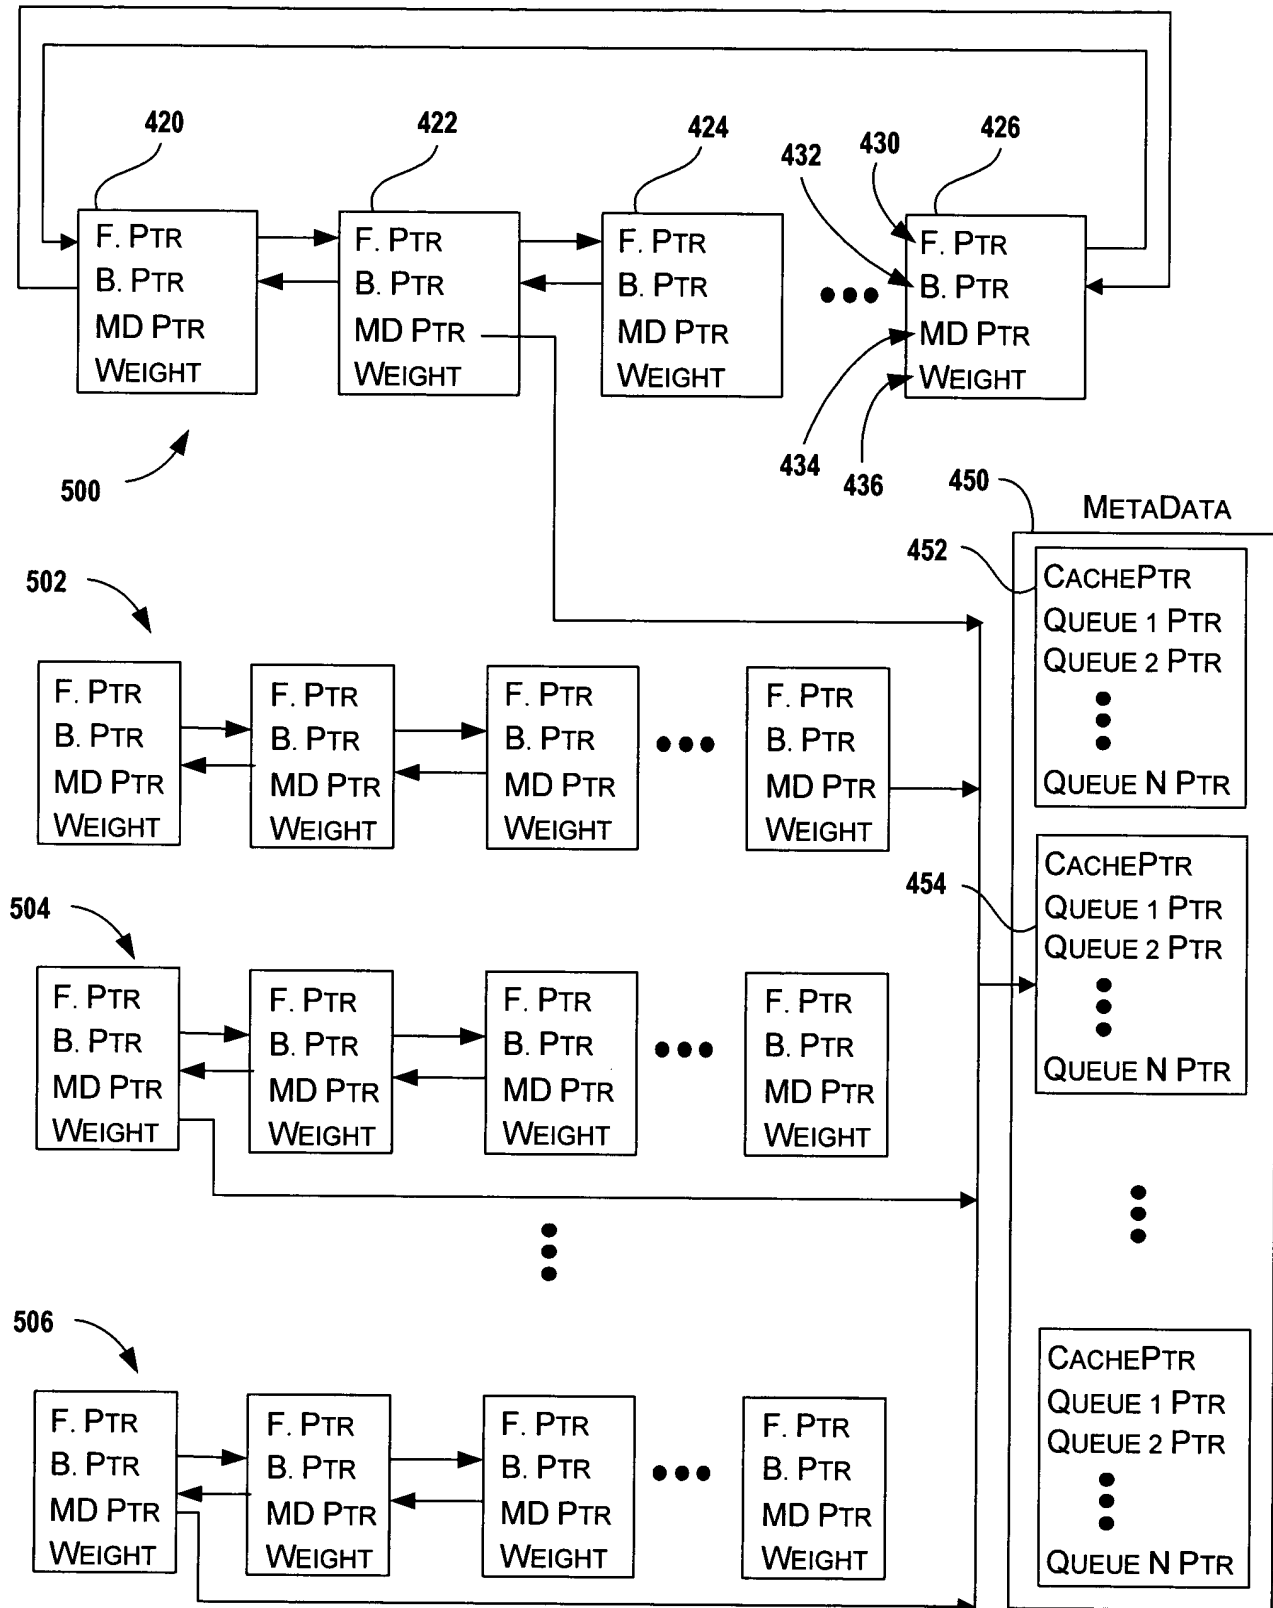 420
422
424
426
430
432
F. PTR
B. PTR
MD PTR
WEIGHT
F. PTR
B. PTR
MD PTR
WEIGHT
F. PTR
B. PTR
MD PTR
WEIGHT
F. PTR
B. PTR
MD PTR
WEIGHT
434
436
500
450
METADATA
452
CACHEPTR
QUEUE 1 PTR
QUEUE 2 PTR
QUEUE N PTR
454
CACHEPTR
QUEUE 1 PTR
QUEUE 2 PTR
QUEUE N PTR
CACHEPTR
QUEUE 1 PTR
QUEUE 2 PTR
QUEUE N PTR
502
F. PTR
B. PTR
MD PTR
WEIGHT
F. PTR
B. PTR
MD PTR
WEIGHT
F. PTR
B. PTR
MD PTR
WEIGHT
F. PTR
B. PTR
MD PTR
WEIGHT
504
F. PTR
B. PTR
MD PTR
WEIGHT
F. PTR
B. PTR
MD PTR
WEIGHT
F. PTR
B. PTR
MD PTR
WEIGHT
F. PTR
B. PTR
MD PTR
WEIGHT
506
F. PTR
B. PTR
MD PTR
WEIGHT
F. PTR
B. PTR
MD PTR
WEIGHT
F. PTR
B. PTR
MD PTR
WEIGHT
F. PTR
B. PTR
MD PTR
WEIGHT